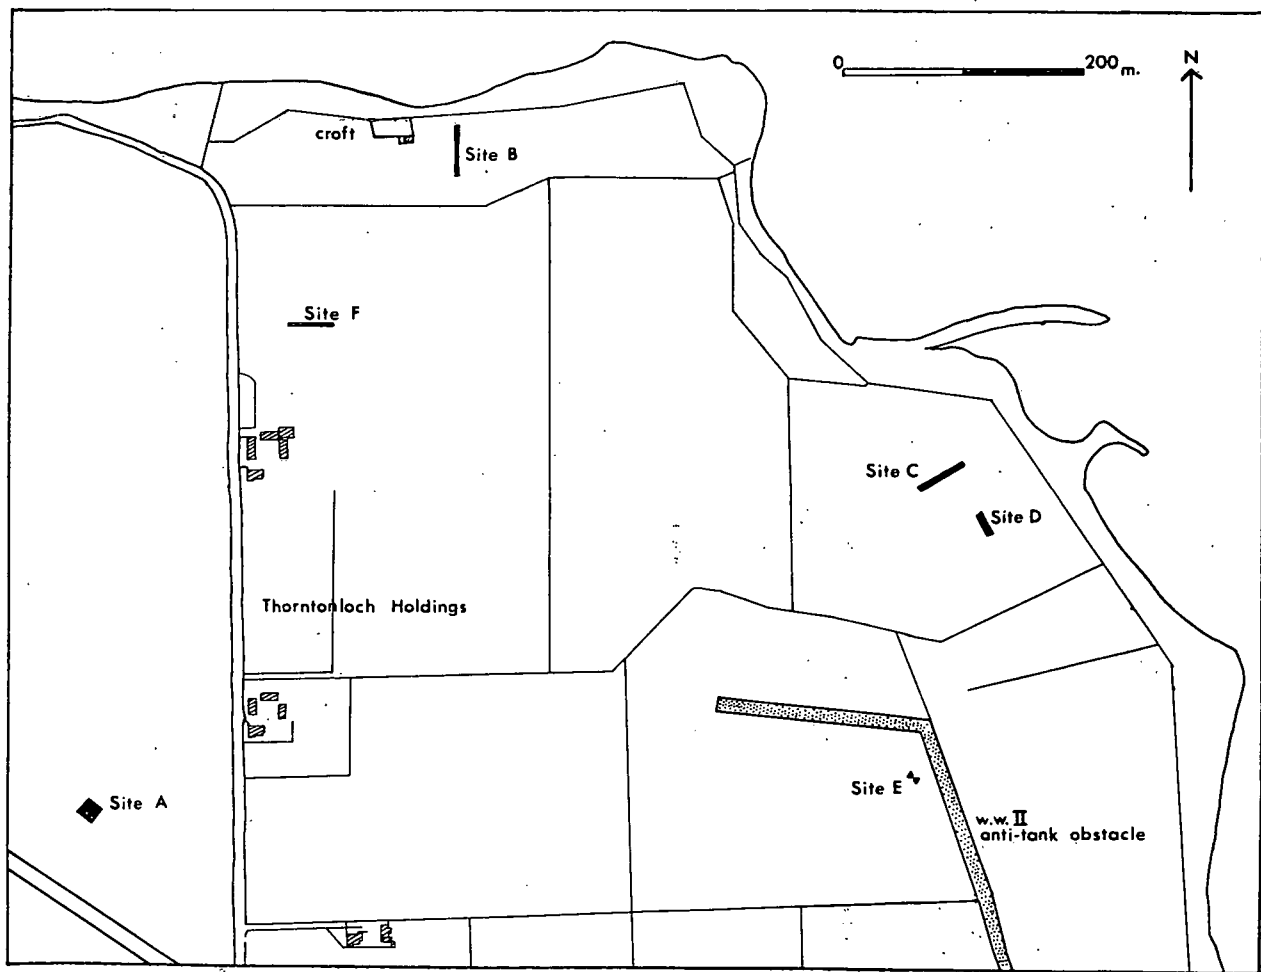 0 200 m.
N
croft
Site B
Site F
Site C
Site D
Thorntonloch Holdings
Site E
Site A
w.w. II
anti-tank obstacle